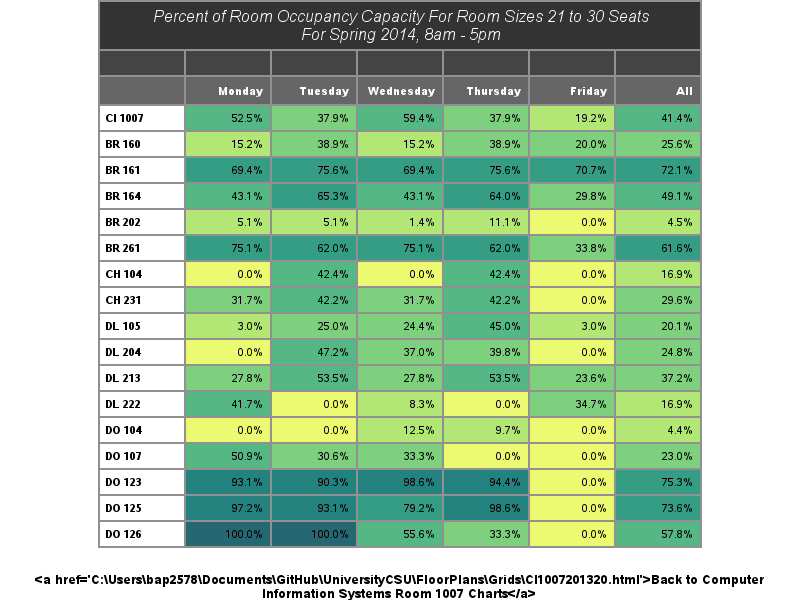 Percent of Room Occupancy Capacity For Room Sizes 21 to 30 Seats
For Spring 2014, 8am - 5pm
Monday Tuesday Wednesday Thursday Friday All
CI 1007 52.5% 37.9% 59.4% 37.9% 19.2% 41.4%
BR 160 15.2% 38.9% 15.2% 38.9% 20.0% 25.6%
BR 161 69.4% 75.6% 69.4% 75.6% 70.7% 72.1%
BR 164 43.1% 65.3% 43.1% 64.0% 29.8% 49.1%
BR 202 5.1% 5.1% 1.4% 11.1% 0.0% 4.5%
BR 261 75.1% 62.0% 75.1% 62.0% 33.8% 61.6%
CH 104 0.0% 42.4% 0.0% 42.4% 0.0% 16.9%
CH 231 31.7% 42.2% 31.7% 42.2% 0.0% 29.6%
DL 105 3.0% 25.0% 24.4% 45.0% 3.0% 20.1%
DL 204 0.0% 47.2% 37.0% 39.8% 0.0% 24.8%
DL 213 27.8% 53.5% 27.8% 53.5% 23.6% 37.2%
DL 222 41.7% 0.0% 8.3% 0.0% 34.7% 16.9%
DO 104 0.0% 0.0% 12.5% 9.7% 0.0% 4.4%
DO 107 50.9% 30.6% 33.3% 0.0% 0.0% 23.0%
DO 123 93.1% 90.3% 98.6% 94.4% 0.0% 75.3%
DO 125 97.2% 93.1% 79.2% 98.6% 0.0% 73.6%
DO 126 100.0% 100.0% 55.6% 33.3% 0.0% 57.8%
<a href='C:\Users\bap2578\Documents\GitHub\UniversityCSU\FloorPlans\Grids\CI1007201320.html'>Back to Computer
Information Systems Room 1007 Charts</a>